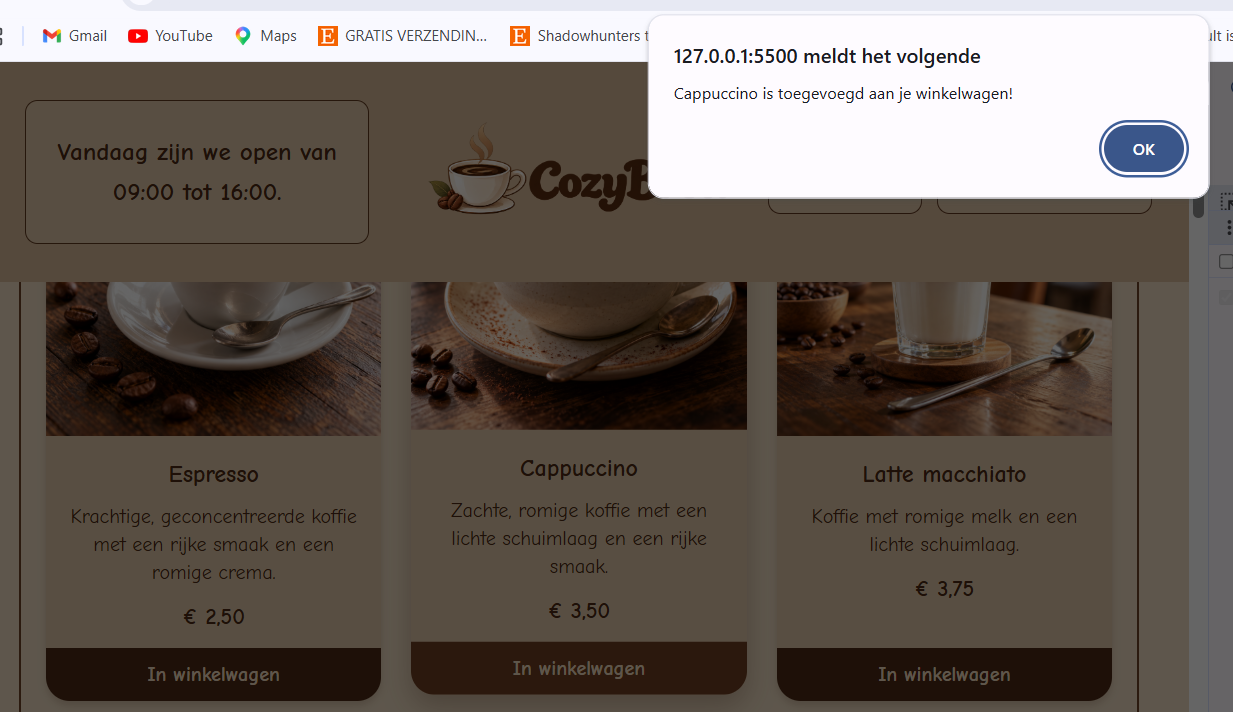 Gmail
YouTube
Maps
GRATIS VERZENDIN...
Shadowhunters
127.0.0.1:5500 meldt het volgende
Cappuccino is toegevoegd aan je winkelwagen!
OK
Vandaag zijn we open van
09:00 tot 16:00.
CozyB
Espresso
Krachtige, geconcentreerde koffie
met een rijke smaak en een
romige crema.
€ 2,50
In winkelwagen
Cappuccino
Zachte, romige koffie met een
lichte schuimlaag en een rijke
smaak.
€ 3,50
In winkelwagen
Latte macchiato
Koffie met romige melk en een
lichte schuimlaag.
€ 3,75
In winkelwagen